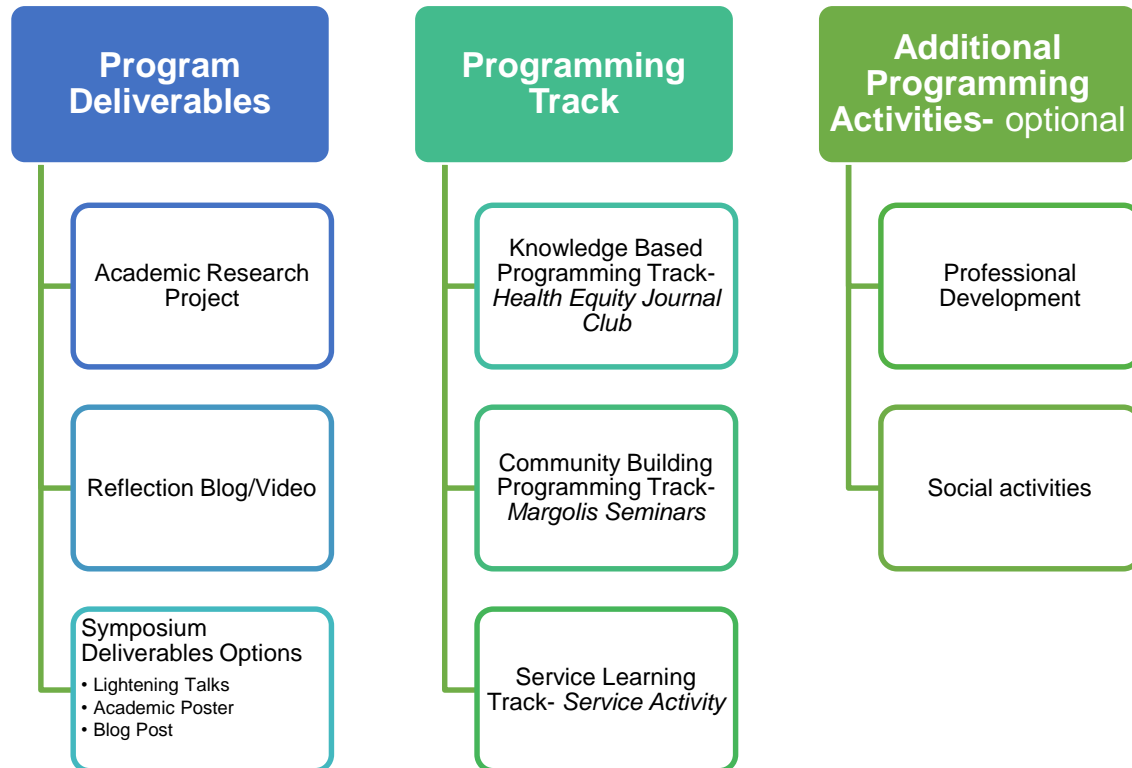 Program
Deliverables
Academic Research
Project
Reflection Blog/Video
Symposium
Deliverables Options
• Lightening Talks
• Academic Poster
• Blog Post
Programming
Track
Knowledge Based
Programming Track-
Health Equity Journal
Club
Community Building
Programming Track-
Margolis Seminars
Service Learning
Track- Service Activity
Additional
Programming
Activities- optional
Professional
Development
Social activities